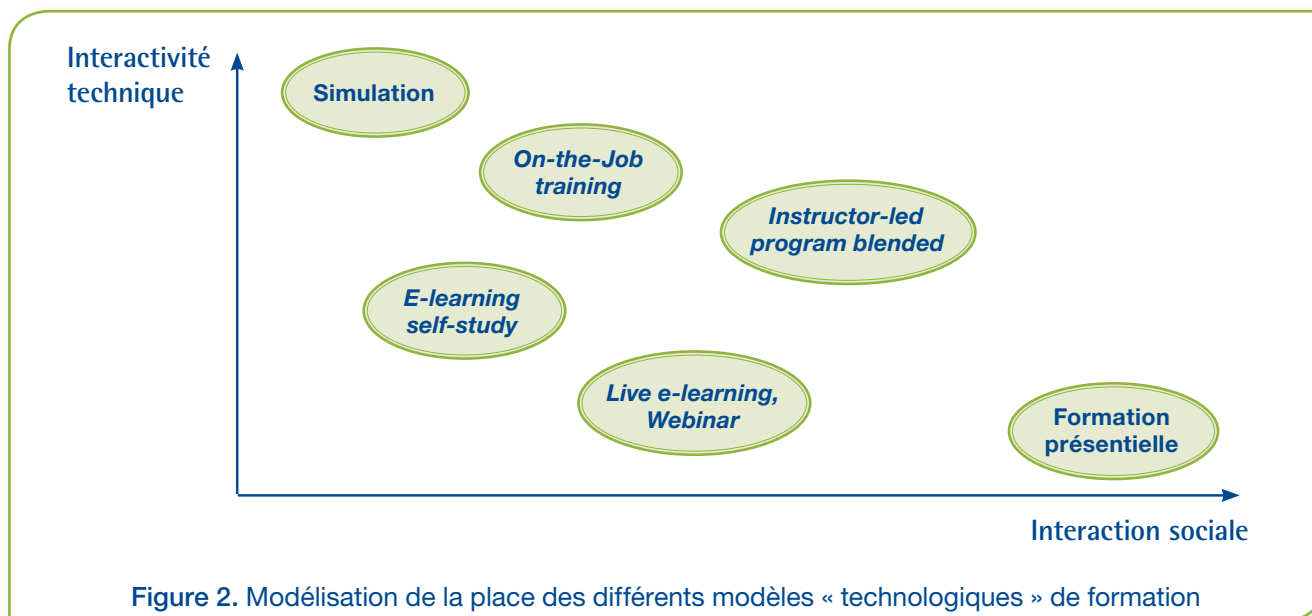 Interactivité
technique
Simulation
On-the-Job
training
Instructor-led
program blended
E-learning
self-study
Live e-learning,
Webinar
Formation
présentielle
Interaction sociale
Figure 2. Modélisation de la place des différents modèles « technologiques » de formation